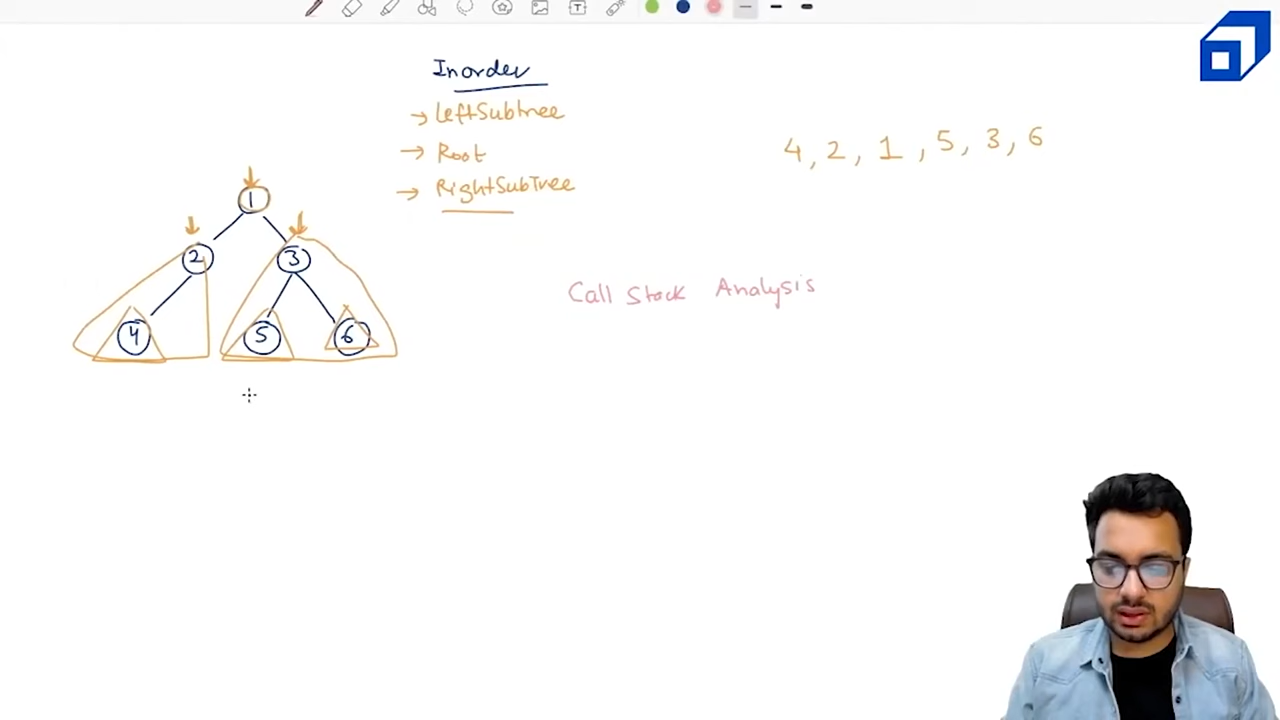 Inorder
→ LeftSubtree
→ Root
→ RightSubTree
4, 2, 1, 5, 3, 6
1
2
3
4
5
6
Call Stack Analysis